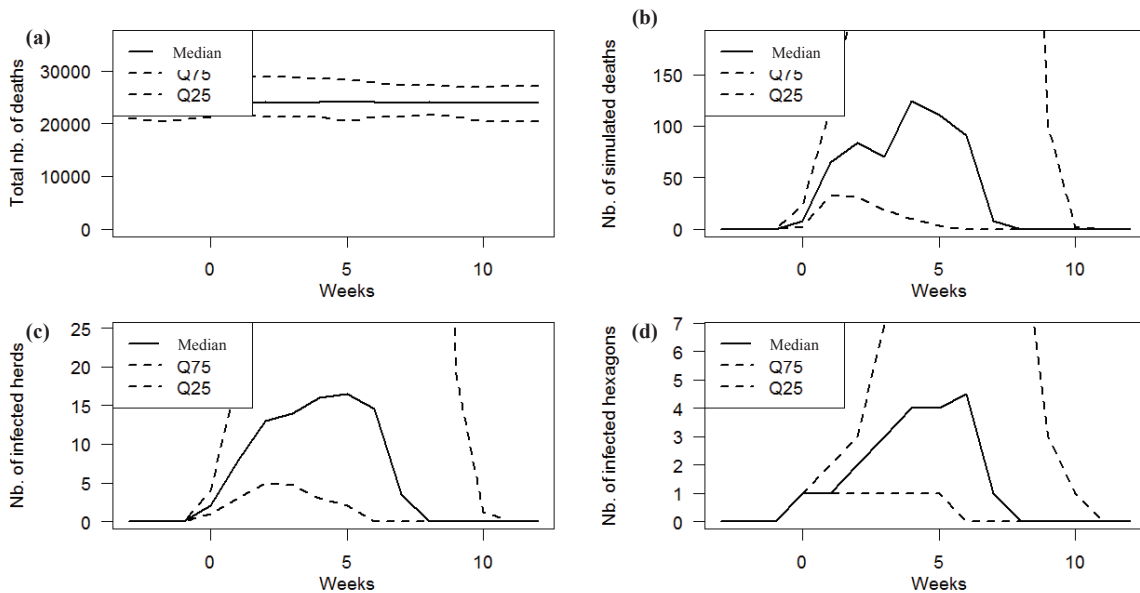 (a)
Total nb. of deaths
30000
20000
10000
0
Median
Q75
Q25
0 5 10
Weeks
(b)
Nb. of simulated deaths
150
100
50
0
Median
Q75
Q25
0 5 10
Weeks
(c)
Nb. of infected herds
25
20
15
10
5
0
Median
Q75
Q25
0 5 10
Weeks
(d)
Nb. of infected hexagons
7
6
5
4
3
2
1
0
Median
Q75
Q25
0 5 10
Weeks